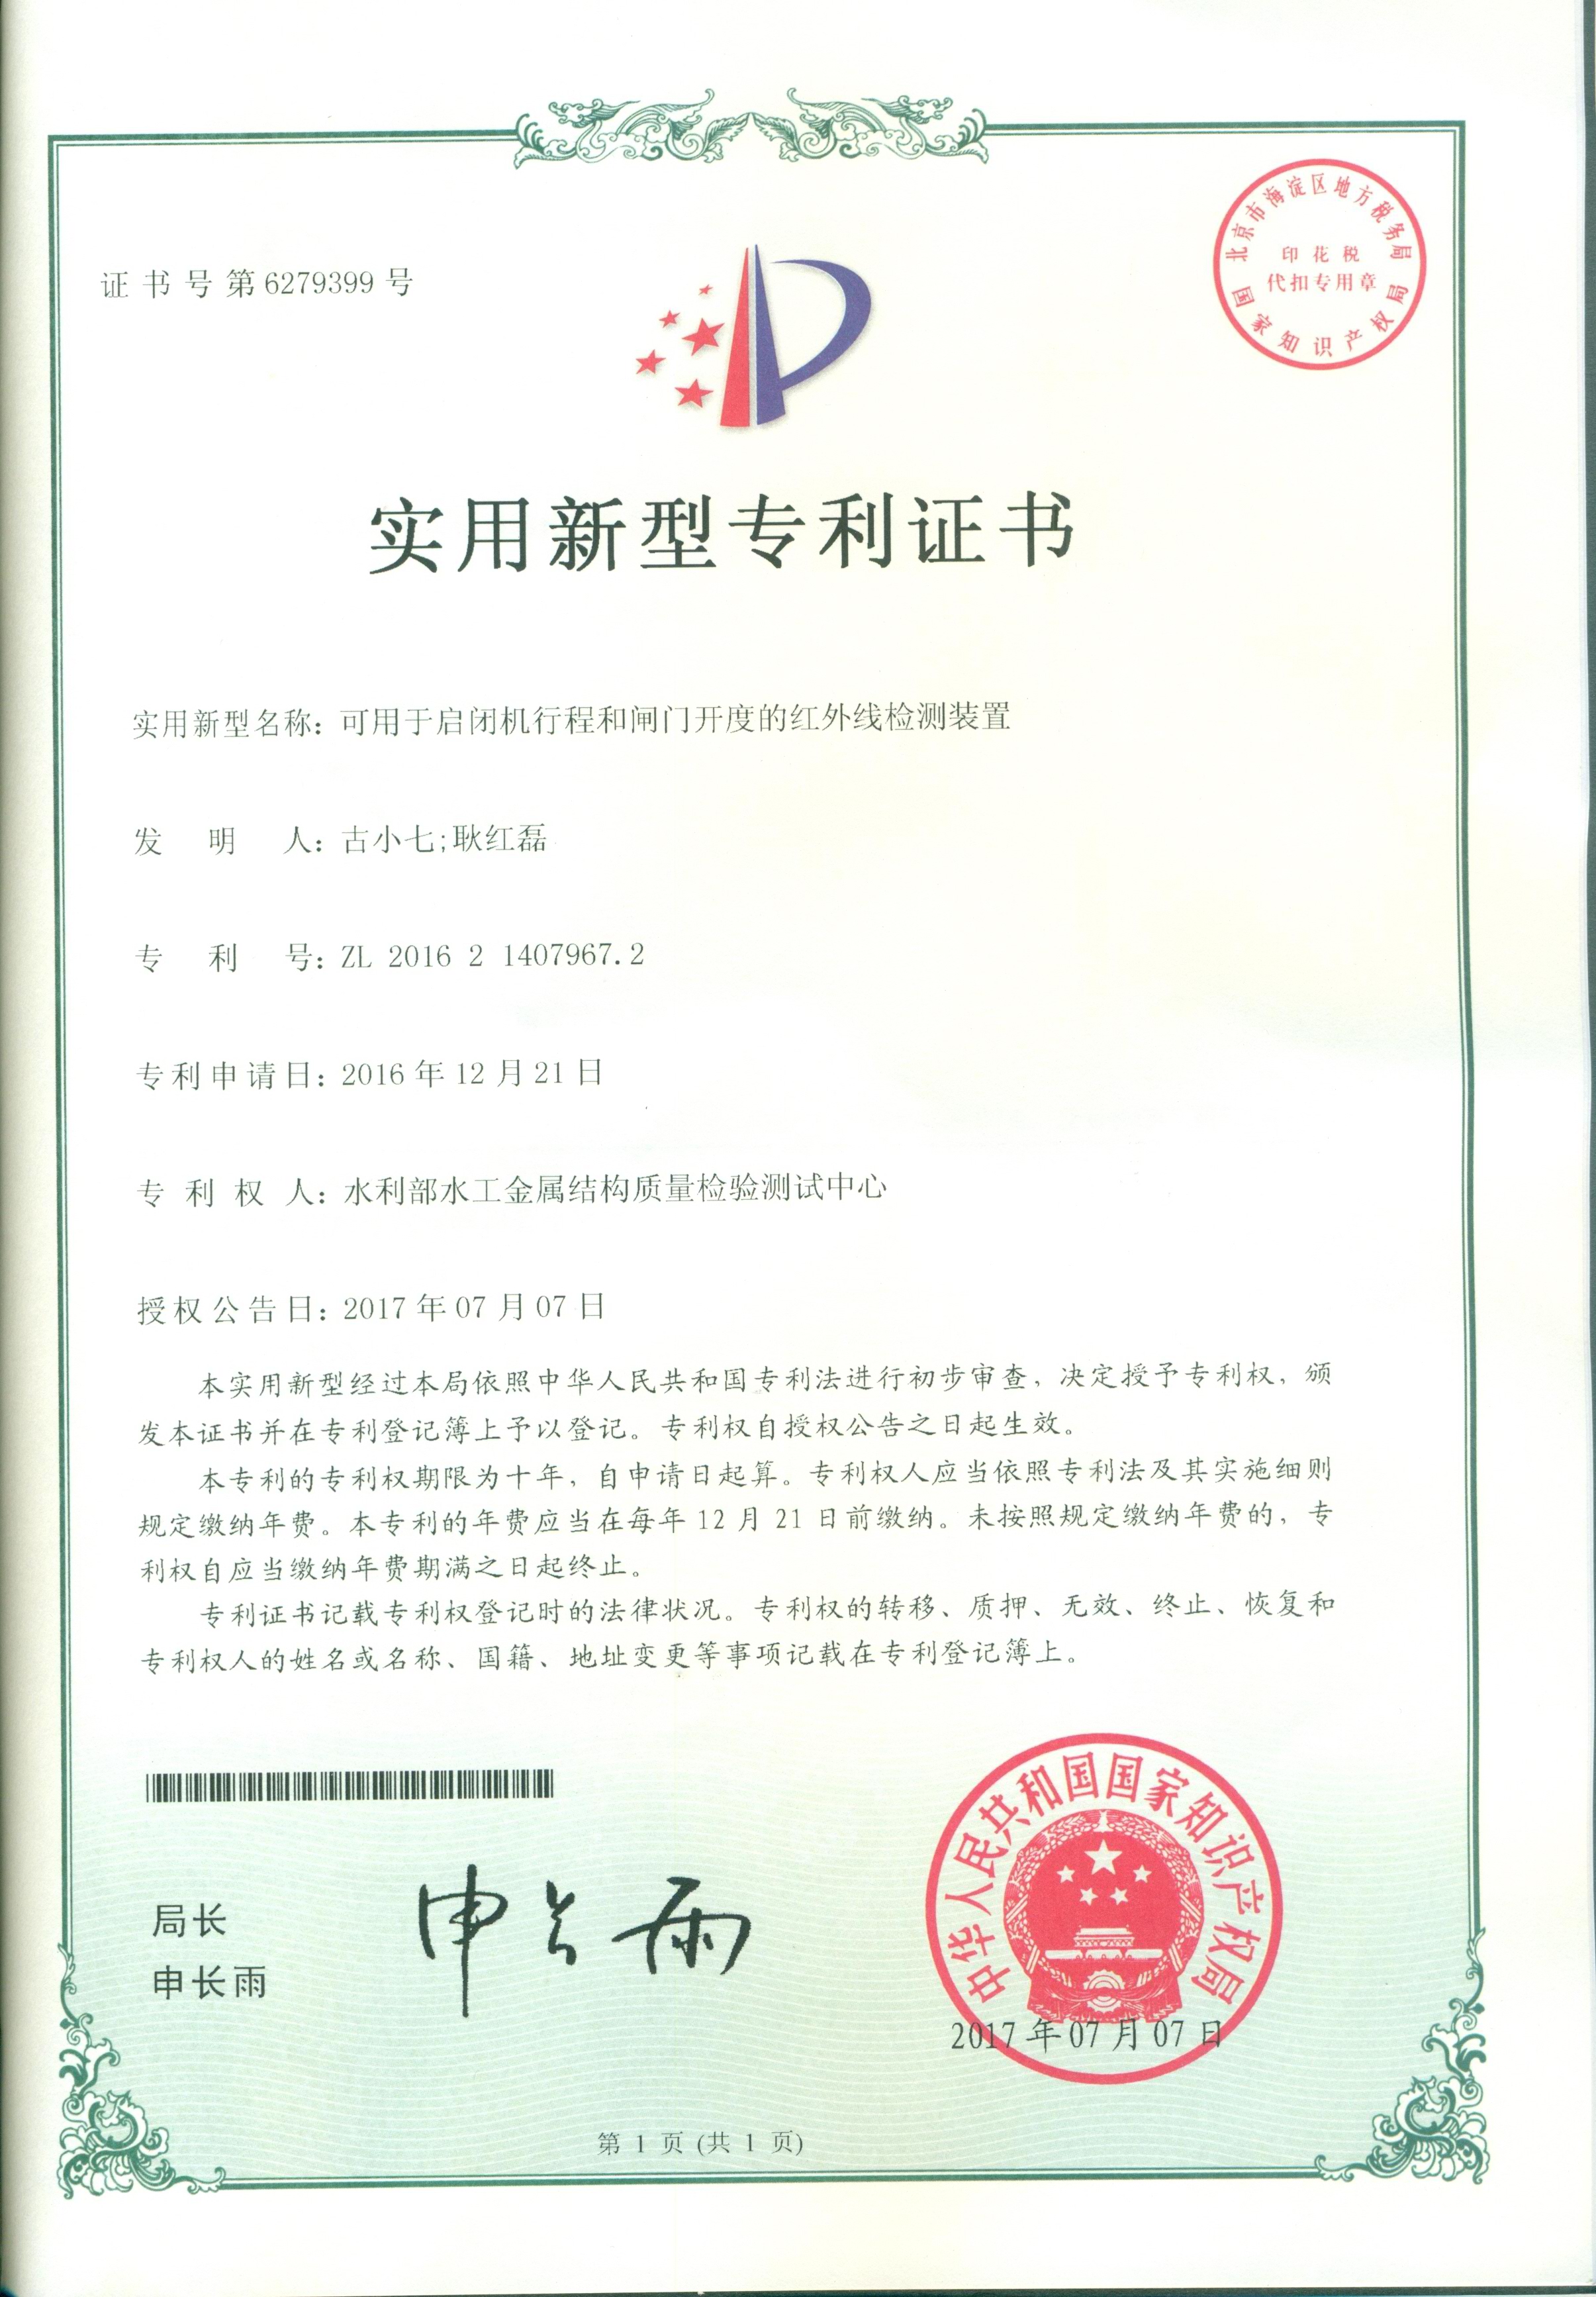 证书号第6279399号
北京市海淀区地方税务局
印花税
代扣专用章
国家知识产权局
实用新型专利证书
实用新型名称：可用于启闭机行程和闸门开度的红外线检测装置
发明人：古小七;耿红磊
专利号：ZL 2016 2 1407967.2
专利申请日：2016年12月21日
专利权人：水利部水工金属结构质量检验测试中心
授权公告日：2017年07月07日
本实用新型经过本局依照中华人民共和国专利法进行初步审查，决定授予专利权，颁
发本证书并在专利登记簿上予以登记。专利权自授权公告之日起生效。
本专利的专利权期限为十年，自申请日起算。专利权人应当依照专利法及其实施细则
规定缴纳年费。本专利的年费应当在每年12月21日前缴纳。未按照规定缴纳年费的，专
利权自应当缴纳年费期满之日起终止。
专利证书记载专利权登记时的法律状况。专利权的转移、质押、无效、终止、恢复和
专利权人的姓名或名称、国籍、地址变更等事项记载在专利登记簿上。
局长
申长雨
申长雨
中华人民共和国国家知识产权局
2017年07月07日
第 1 页 (共 1 页)